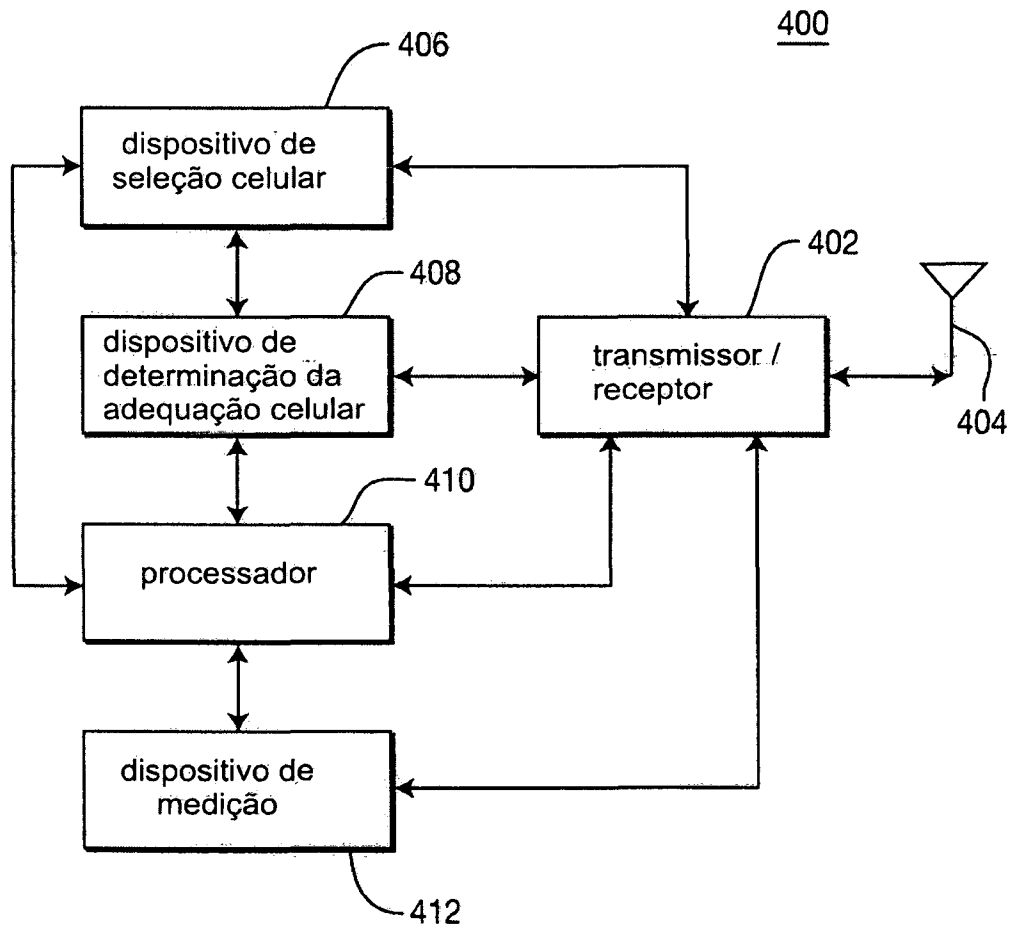 400
406
dispositivo de
seleção celular
408
dispositivo de
determinação da
adequação celular
402
transmissor /
receptor
404
410
processador
dispositivo de
medição
412